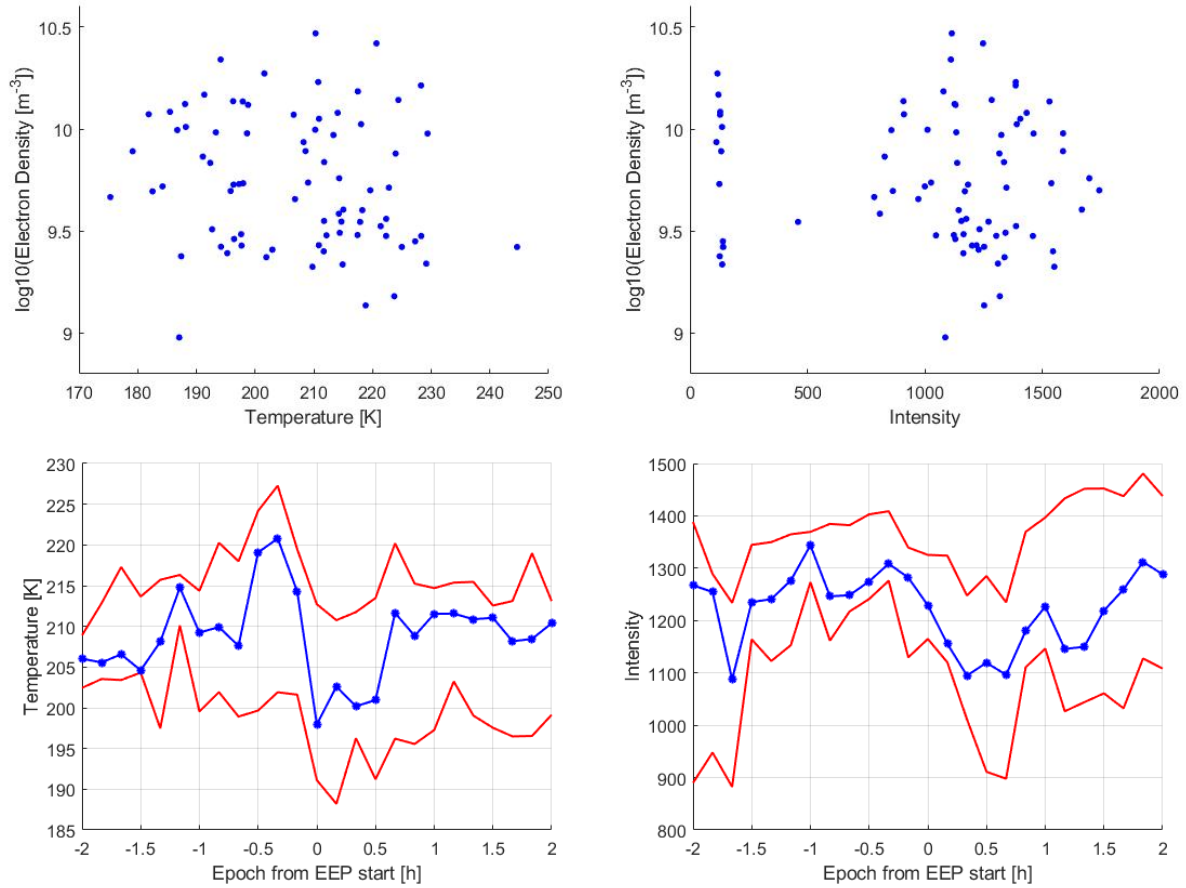 10.5
10
9.5
9
log10(Electron Density [m⁻³])
170 180 190 200 210 220 230 240 250
Temperature [K]
10.5
10
9.5
9
log10(Electron Density [m⁻³])
0 500 1000 1500 2000
Intensity
230
225
220
215
210
205
200
195
190
185
Temperature [K]
-2 -1.5 -1 -0.5 0 0.5 1 1.5 2
Epoch from EEP start [h]
1500
1400
1300
1200
1100
1000
900
800
Intensity
-2 -1.5 -1 -0.5 0 0.5 1 1.5 2
Epoch from EEP start [h]